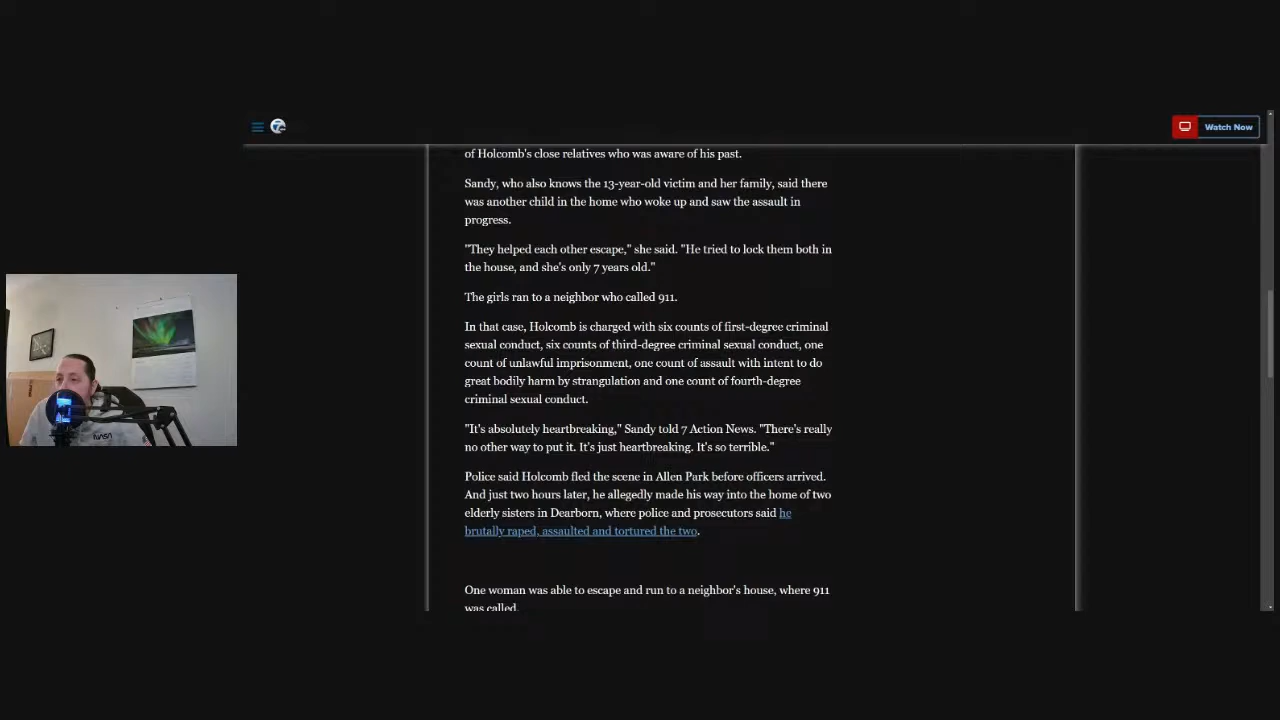 7
Watch Now
of Holcomb's close relatives who was aware of his past.
Sandy, who also knows the 13-year-old victim and her family, said there
was another child in the home who woke up and saw the assault in
progress.
"They helped each other escape," she said. "He tried to lock them both in
the house, and she's only 7 years old."
The girls ran to a neighbor who called 911.
In that case, Holcomb is charged with six counts of first-degree criminal
sexual conduct, six counts of third-degree criminal sexual conduct, one
count of unlawful imprisonment, one count of assault with intent to do
great bodily harm by strangulation and one count of fourth-degree
criminal sexual conduct.
"It's absolutely heartbreaking," Sandy told 7 Action News. "There's really
no other way to put it. It's just heartbreaking. It's so terrible."
Police said Holcomb fled the scene in Allen Park before officers arrived.
And just two hours later, he allegedly made his way into the home of two
elderly sisters in Dearborn, where police and prosecutors said he
brutally raped, assaulted and tortured the two.
One woman was able to escape and run to a neighbor's house, where 911
was called.
NASA